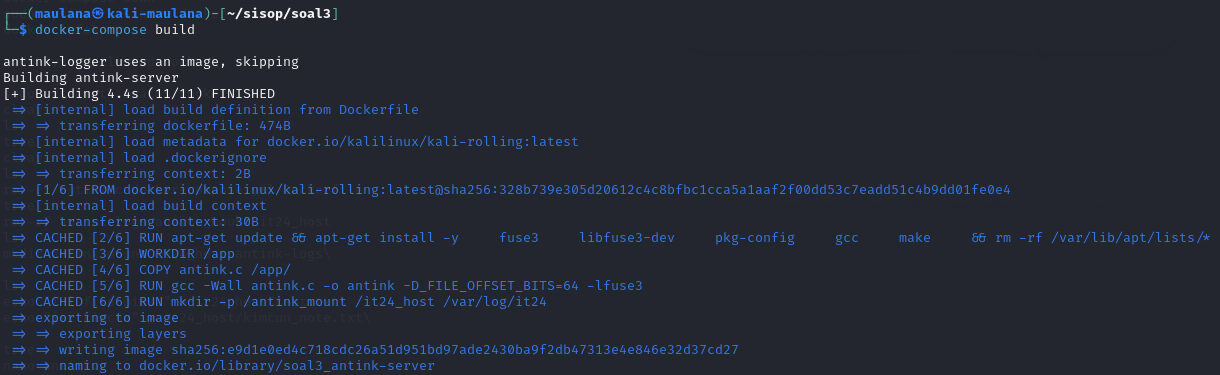 ┌──(maulana㉿kali-maulana)-[~/sisop/soal3]
└─$ docker-compose build
antink-logger uses an image, skipping
Building antink-server
[+] Building 4.4s (11/11) FINISHED
=> [internal] load build definition from Dockerfile
=> => transferring dockerfile: 474B
=> [internal] load metadata for docker.io/kalilinux/kali-rolling:latest
=> [internal] load .dockerignore
=> => transferring context: 2B
=> [1/6] FROM docker.io/kalilinux/kali-rolling:latest@sha256:328b739e305d20612c4c8bfbc1cca5a1aaf2f00dd53c7eadd51c4b9dd01fe0e4
=> [internal] load build context
=> => transferring context: 30B
=> CACHED [2/6] RUN apt-get update && apt-get install -y     fuse3     libfuse3-dev     pkg-config     gcc     make     && rm -rf /var/lib/apt/lists/*
=> CACHED [3/6] WORKDIR /app
=> CACHED [4/6] COPY antink.c /app/
=> CACHED [5/6] RUN gcc -Wall antink.c -o antink -D_FILE_OFFSET_BITS=64 -lfuse3
=> CACHED [6/6] RUN mkdir -p /antink_mount /it24_host /var/log/it24
=> exporting to image
=> => exporting layers
=> => writing image sha256:e9d1e0ed4c718cdc26a51d951bd97ade2430ba9f2db47313e4e846e32d37cd27
=> => naming to docker.io/library/soal3_antink-server